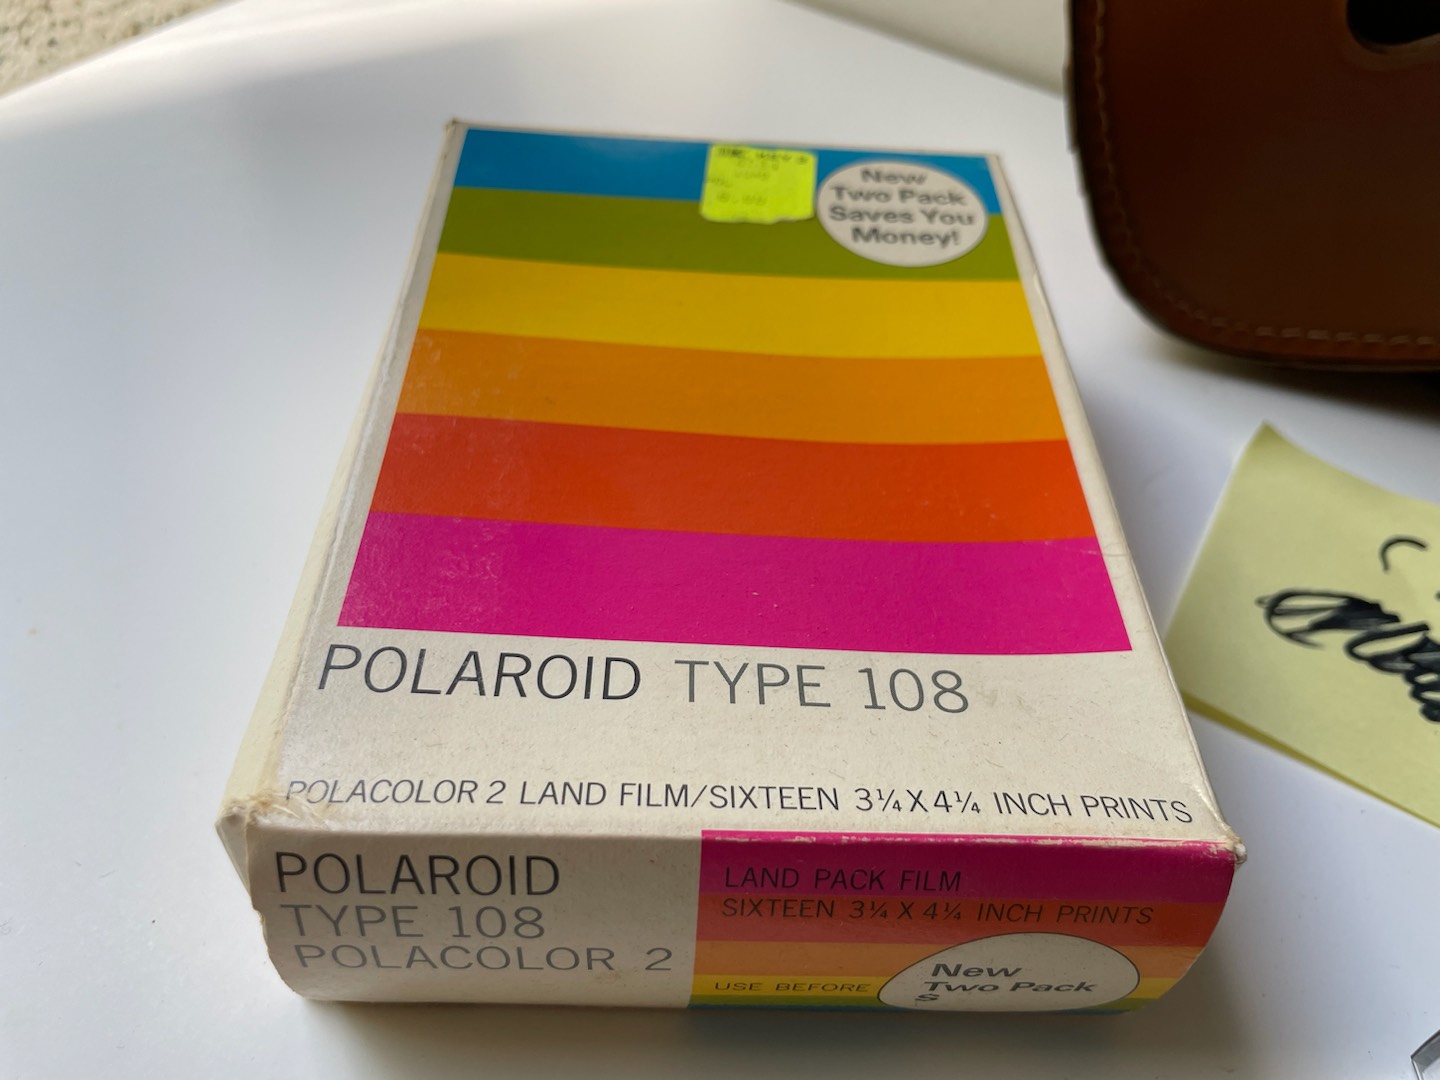 New
Two Pack
Saves You
Money!
POLAROID TYPE 108
POLACOLOR 2 LAND FILM/SIXTEEN 3¼ X 4¼ INCH PRINTS
POLAROID
TYPE 108
POLACOLOR 2
LAND PACK FILM
SIXTEEN 3¼ X 4¼ INCH PRINTS
USE BEFORE
New
Two Pack
S